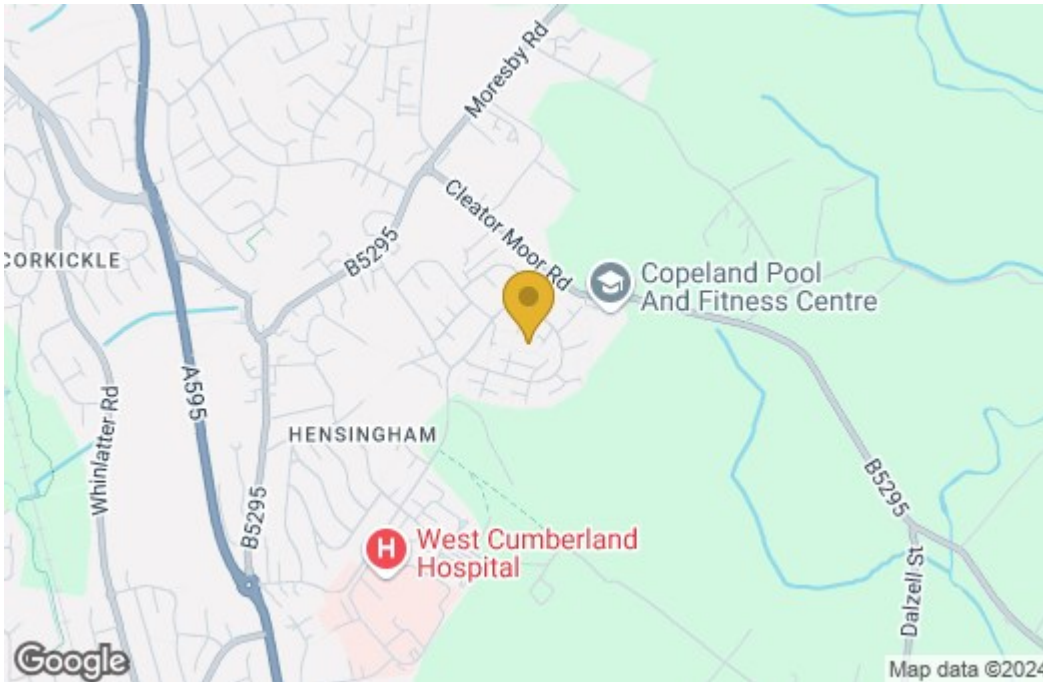 Moresby Rd
Cleator Moor Rd
B5295
CORKICKLE
Copeland Pool
And Fitness Centre
A595
Whinlatter Rd
HENSINGHAM
B5295
B5295
H
West Cumberland
Hospital
Dalzell St
Google
Map data ©2024